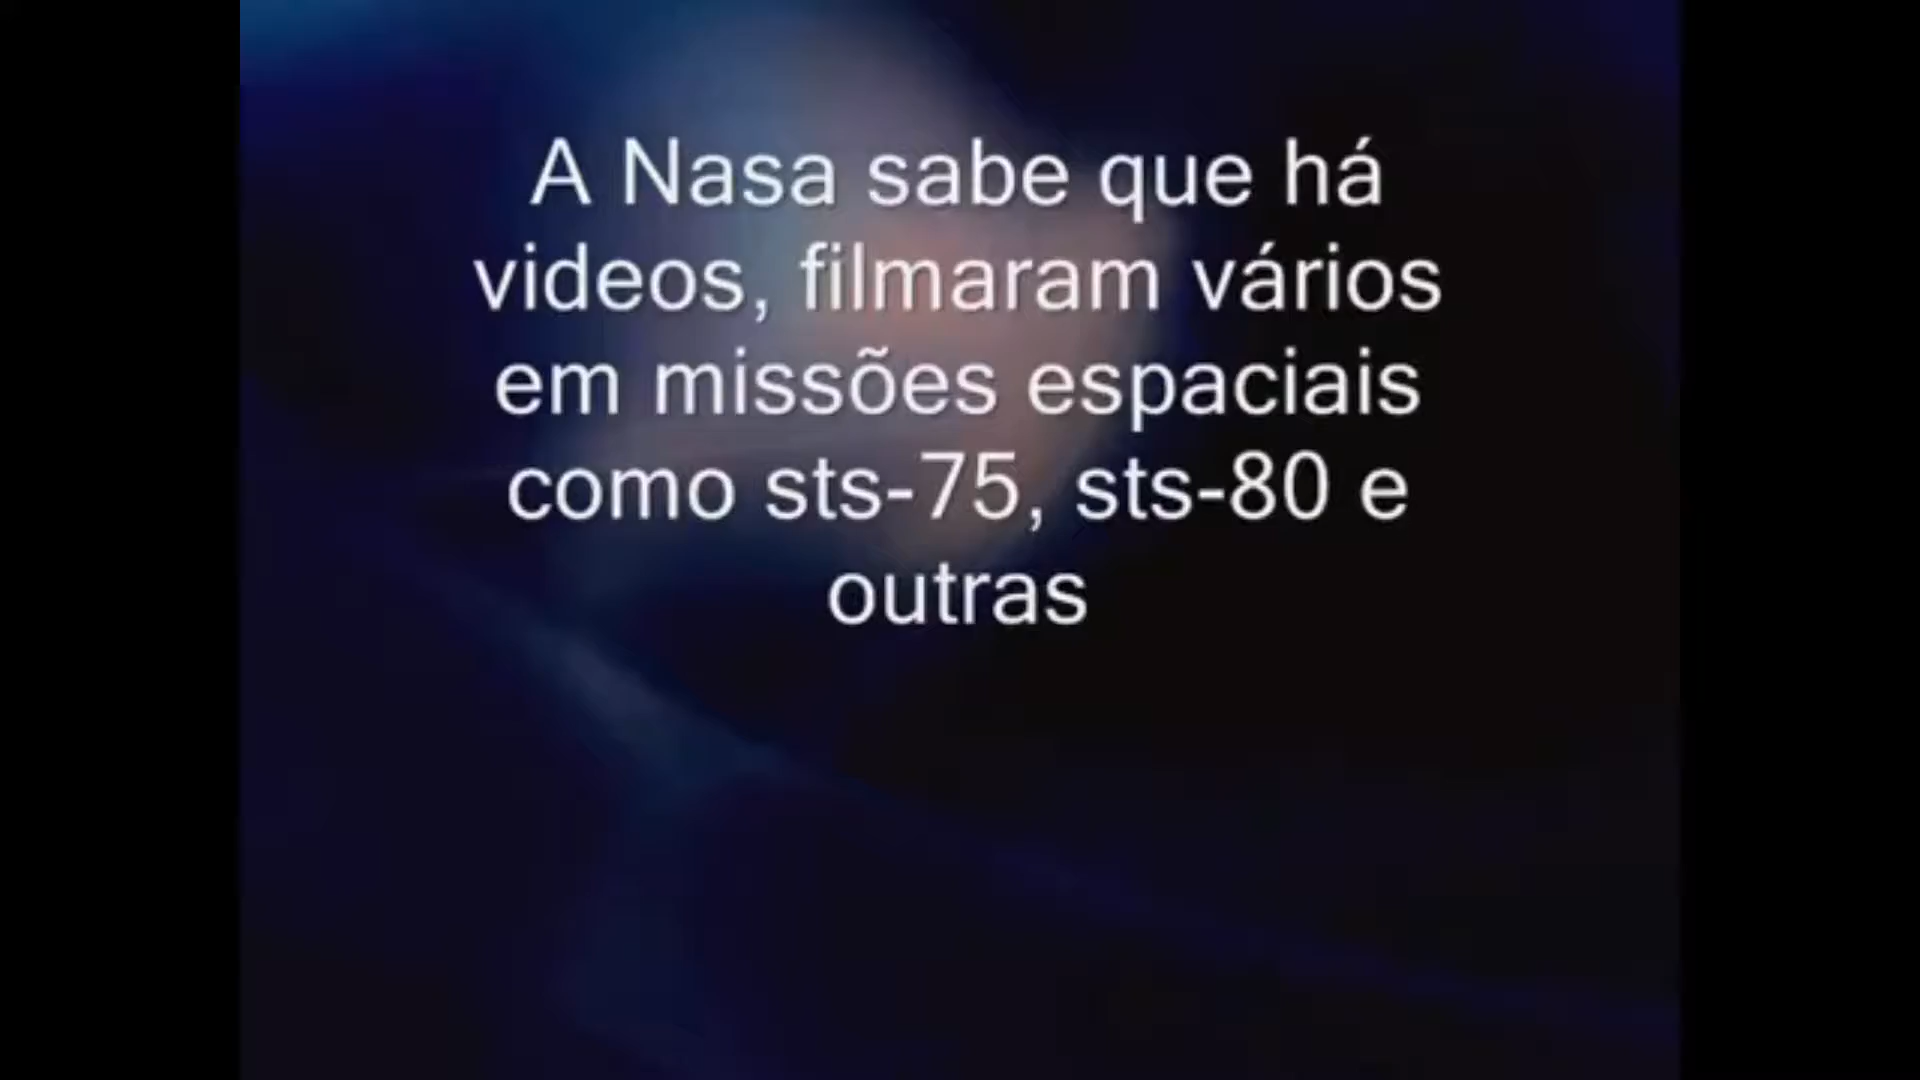 A Nasa sabe que há
videos, filmaram vários
em missões espaciais
como sts-75, sts-80 e
outras